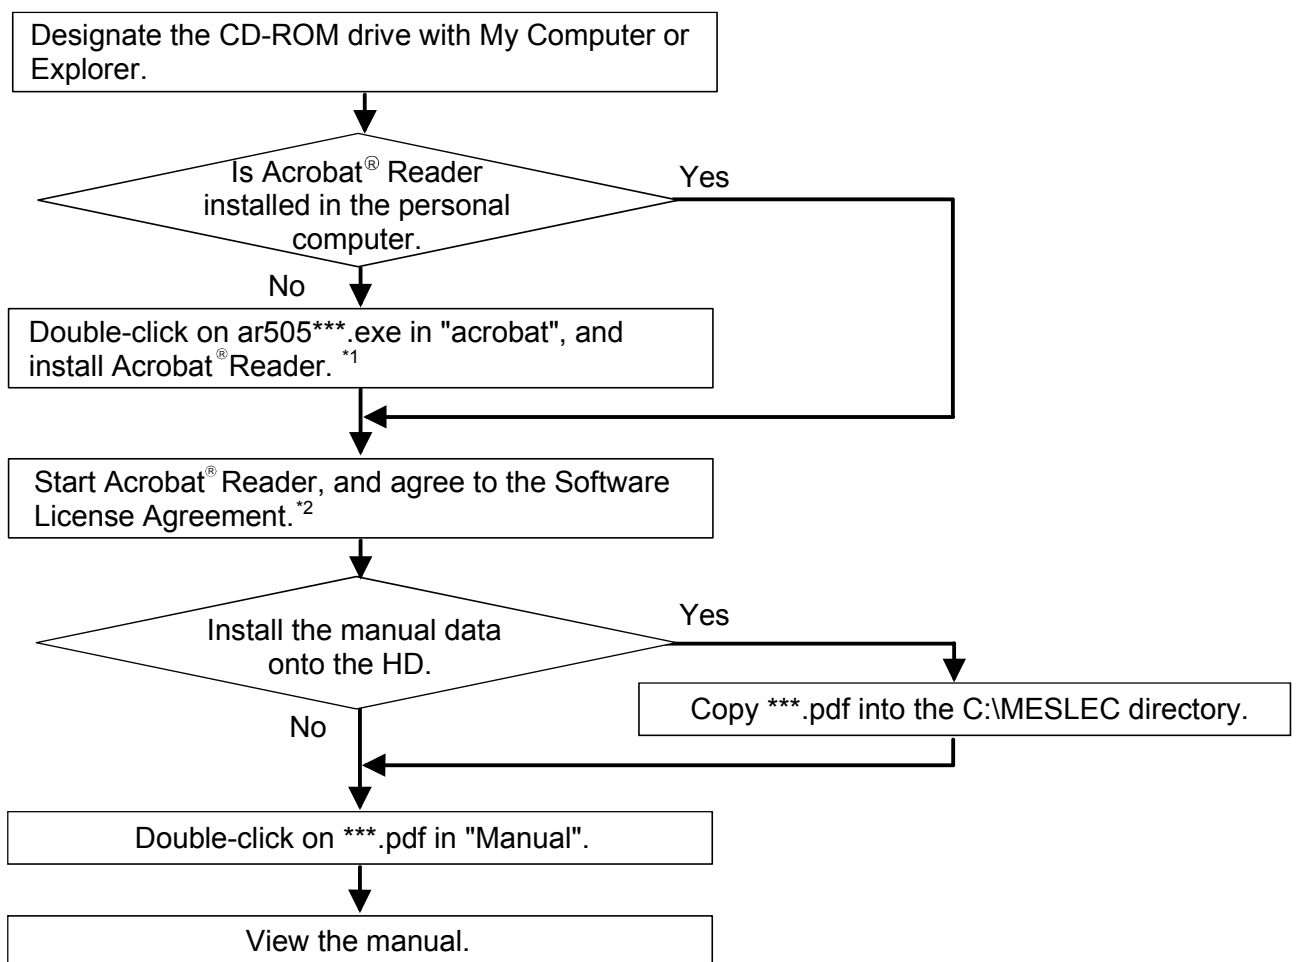 Designate the CD-ROM drive with My Computer or
Explorer.
Is Acrobat® Reader
installed in the personal
computer.
Yes
No
Double-click on ar505***.exe in "acrobat", and
install Acrobat®Reader. *1
Start Acrobat® Reader, and agree to the Software
License Agreement.*2
Install the manual data
onto the HD.
Yes
Copy ***.pdf into the C:\MESLEC directory.
No
Double-click on ***.pdf in "Manual".
View the manual.